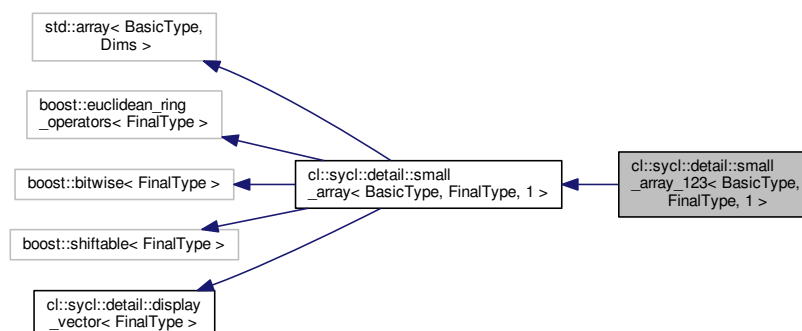 std::array< BasicType,
Dims >
boost::euclidean_ring
_operators< FinalType >
boost::bitwise< FinalType >
boost::shiftable< FinalType >
cl::sycl::detail::display
_vector< FinalType >
cl::sycl::detail::small
_array< BasicType, FinalType, 1 >
cl::sycl::detail::small
_array_123< BasicType,
FinalType, 1 >